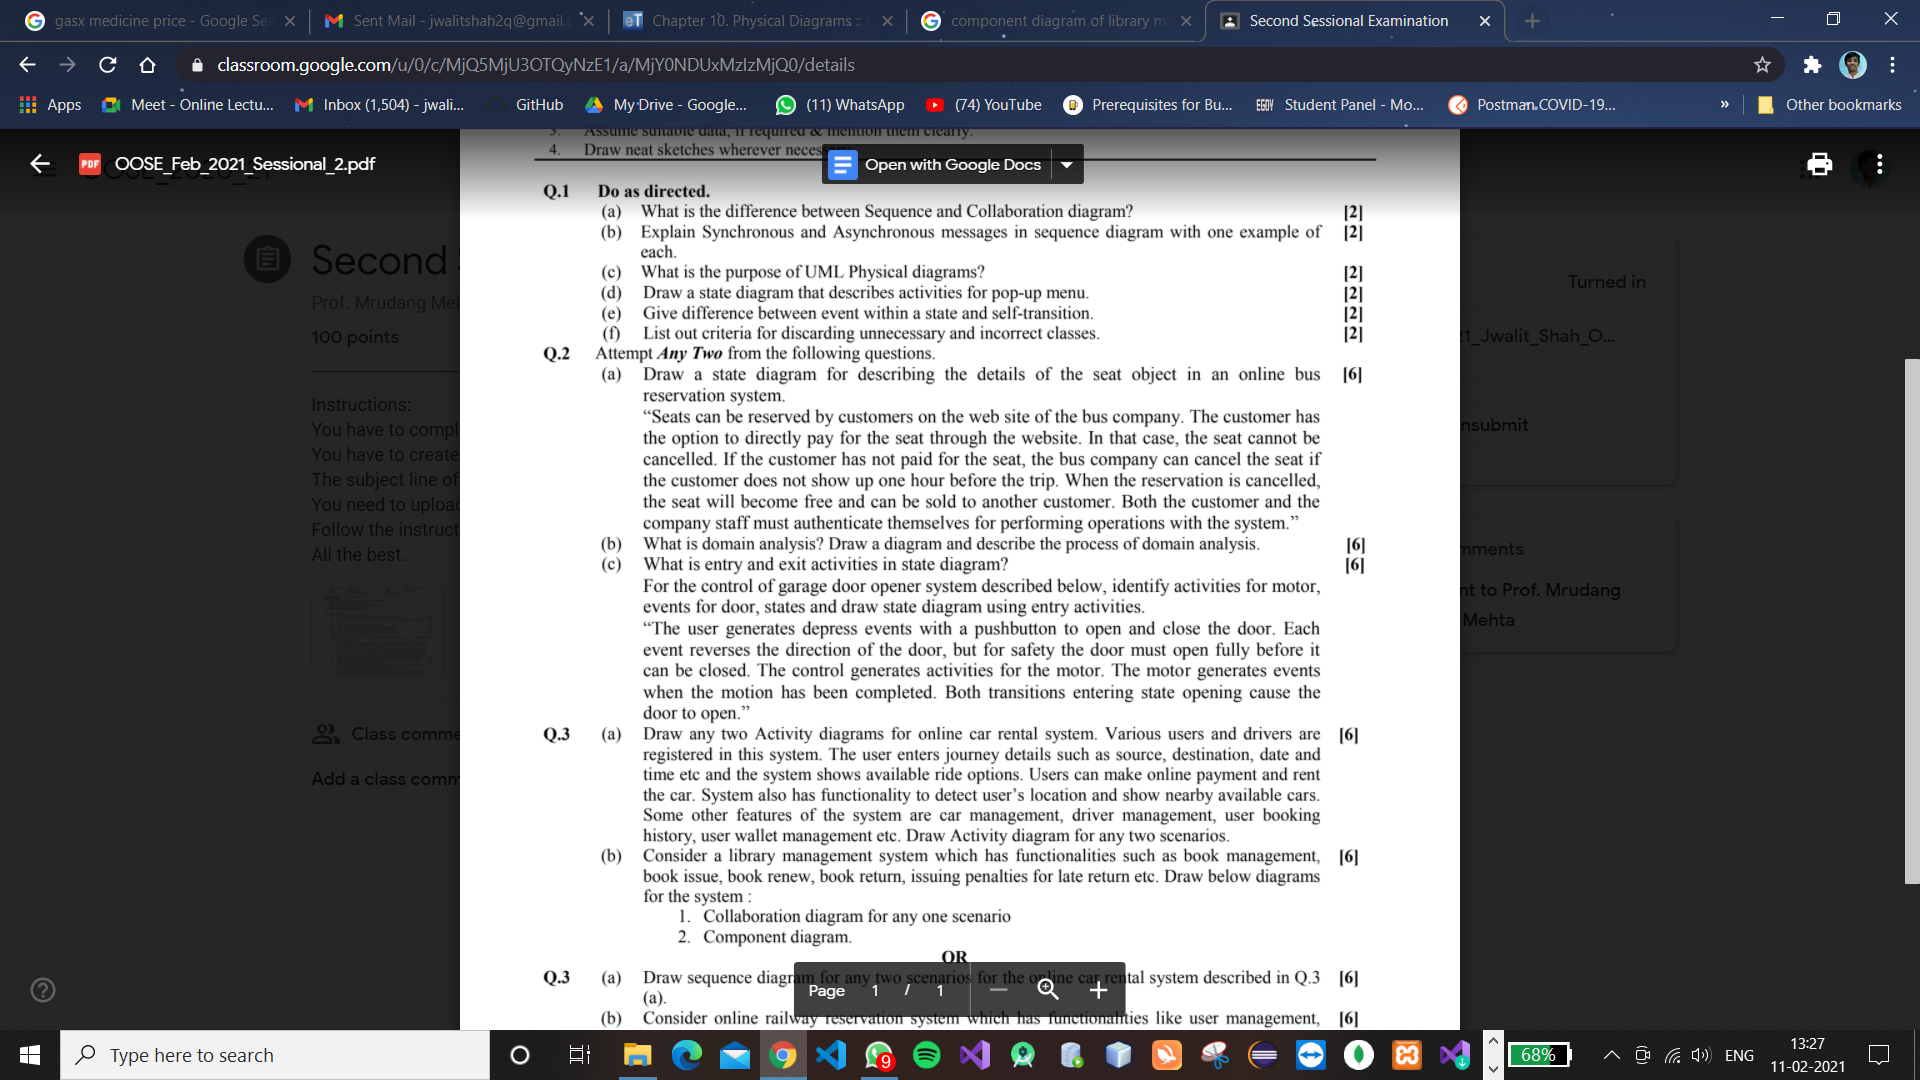 gasx medicine price - Google Sea
Sent Mail - jwalitshah2q@gmail.c
Chapter 10. Physical Diagrams ::
component diagram of library m
Second Sessional Examination
classroom.google.com/u/0/c/MjQ5MjU3OTQyNzE1/a/MjY0NDUxMzIzMjQ0/details
Apps
Meet - Online Lectu...
Inbox (1,504) - jwali...
GitHub
My Drive - Google...
(11) WhatsApp
(74) YouTube
Prerequisites for Bu...
EGOV Student Panel - Mo...
Postman COVID-19...
»
Other bookmarks
3. Assume suitable data, if required & mention them clearly.
4. Draw neat sketches wherever necessary.
PDF OOSE_Feb_2021_Sessional_2.pdf
Open with Google Docs
Second
Prof. Mrudang Me
100 points
Instructions:
You have to compl
You have to create
The subject line of
You need to uploa
Follow the instruct
All the best.
Class comme
Add a class comm
Turned in
1_Jwalit_Shah_O...
nsubmit
mments
nt to Prof. Mrudang
Mehta
Q.1 Do as directed.
(a) What is the difference between Sequence and Collaboration diagram? [2]
(b) Explain Synchronous and Asynchronous messages in sequence diagram with one example of [2]
each.
(c) What is the purpose of UML Physical diagrams? [2]
(d) Draw a state diagram that describes activities for pop-up menu. [2]
(e) Give difference between event within a state and self-transition. [2]
(f) List out criteria for discarding unnecessary and incorrect classes. [2]
Q.2 Attempt Any Two from the following questions.
(a) Draw a state diagram for describing the details of the seat object in an online bus [6]
reservation system.
“Seats can be reserved by customers on the web site of the bus company. The customer has
the option to directly pay for the seat through the website. In that case, the seat cannot be
cancelled. If the customer has not paid for the seat, the bus company can cancel the seat if
the customer does not show up one hour before the trip. When the reservation is cancelled,
the seat will become free and can be sold to another customer. Both the customer and the
company staff must authenticate themselves for performing operations with the system.”
(b) What is domain analysis? Draw a diagram and describe the process of domain analysis. [6]
(c) What is entry and exit activities in state diagram? [6]
For the control of garage door opener system described below, identify activities for motor,
events for door, states and draw state diagram using entry activities.
“The user generates depress events with a pushbutton to open and close the door. Each
event reverses the direction of the door, but for safety the door must open fully before it
can be closed. The control generates activities for the motor. The motor generates events
when the motion has been completed. Both transitions entering state opening cause the
door to open.”
Q.3 (a) Draw any two Activity diagrams for online car rental system. Various users and drivers are [6]
registered in this system. The user enters journey details such as source, destination, date and
time etc and the system shows available ride options. Users can make online payment and rent
the car. System also has functionality to detect user’s location and show nearby available cars.
Some other features of the system are car management, driver management, user booking
history, user wallet management etc. Draw Activity diagram for any two scenarios.
(b) Consider a library management system which has functionalities such as book management, [6]
book issue, book renew, book return, issuing penalties for late return etc. Draw below diagrams
for the system :
1. Collaboration diagram for any one scenario
2. Component diagram.
OR
Q.3 (a) Draw sequence diagram for any two scenarios for the online car rental system described in Q.3 [6]
(a).
(b) Consider online railway reservation system which has functionalities like user management, [6]
Page 1 / 1
Type here to search
9
68%
ENG
13:27
11-02-2021